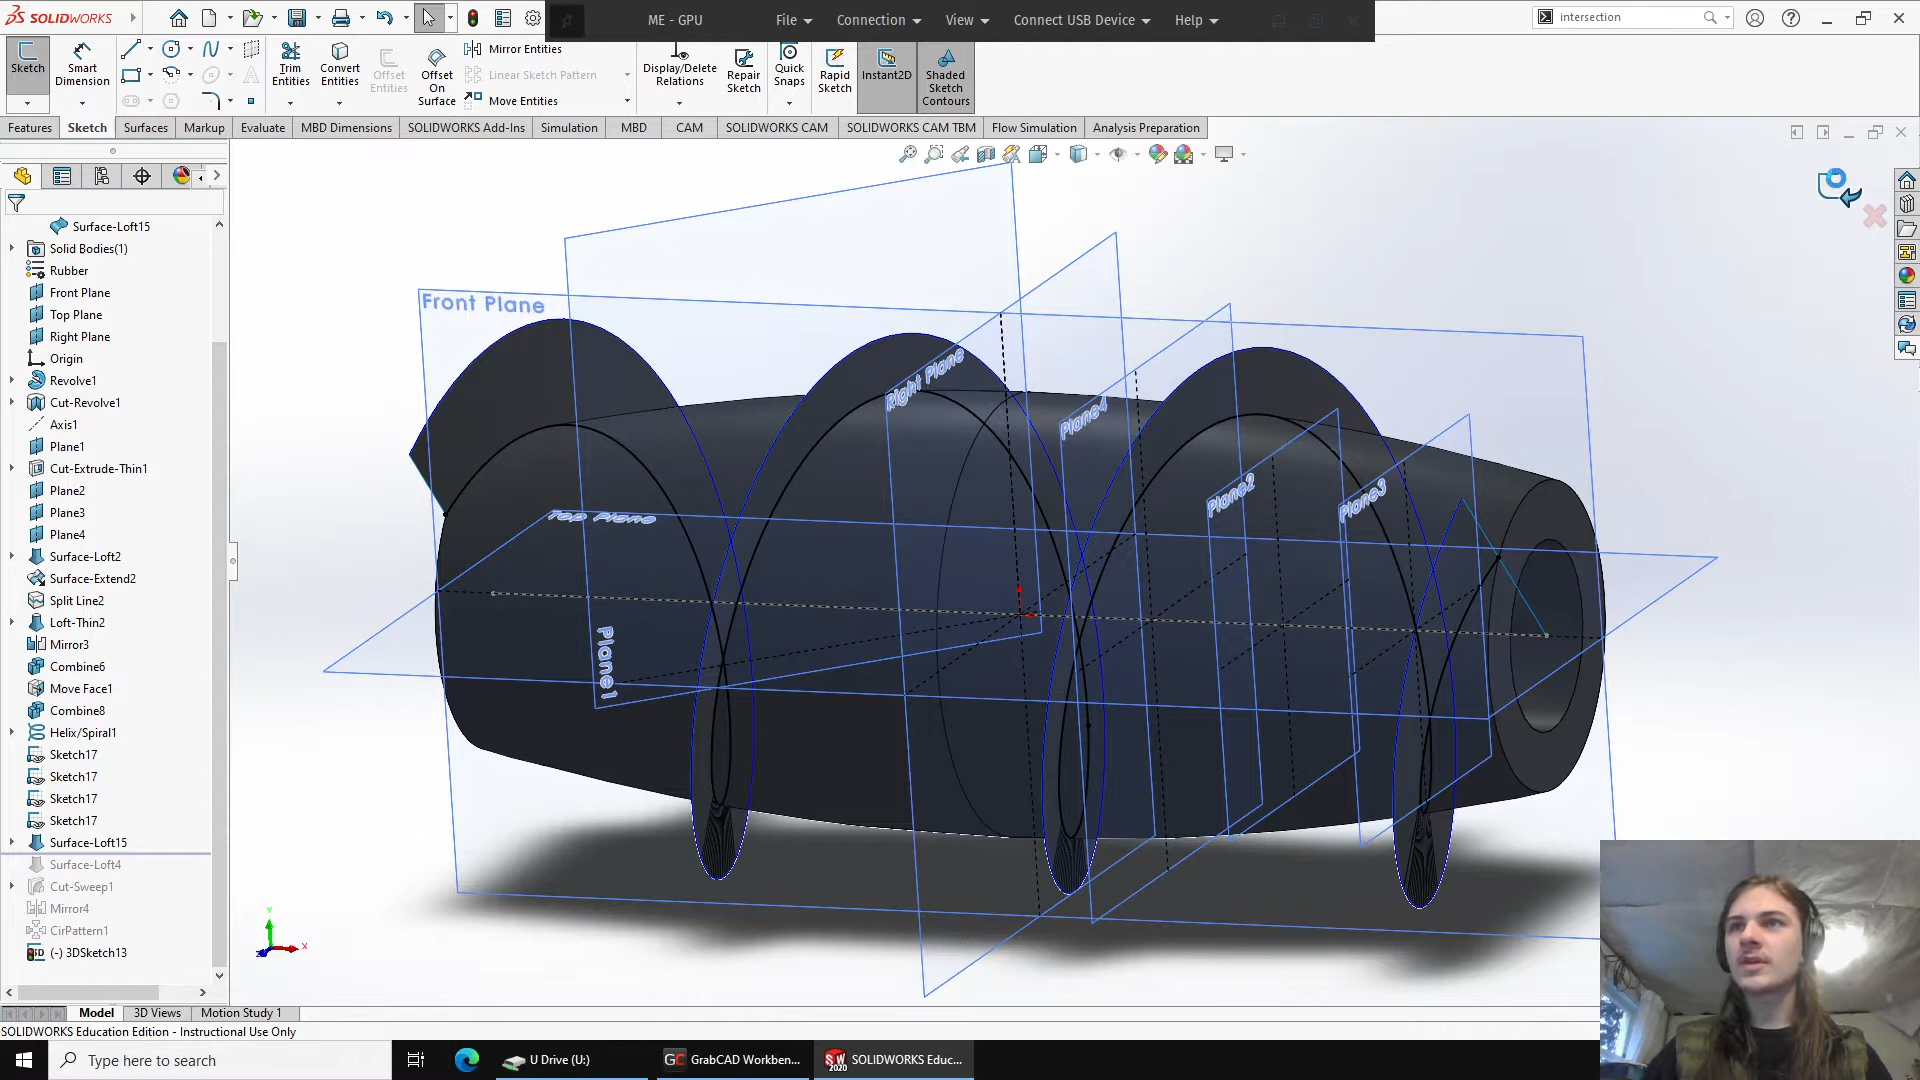 SOLIDWORKS
ME - GPU
File
Connection
View
Connect USB Device
Help
intersection
Sketch
Smart Dimension
Trim Entities
Convert Entities
Offset Entities
Offset On Surface
Mirror Entities
Linear Sketch Pattern
Move Entities
Display/Delete Relations
Repair Sketch
Quick Snaps
Rapid Sketch
Instant2D
Shaded Sketch Contours
Features
Sketch
Surfaces
Markup
Evaluate
MBD Dimensions
SOLIDWORKS Add-Ins
Simulation
MBD
CAM
SOLIDWORKS CAM
SOLIDWORKS CAM TBM
Flow Simulation
Analysis Preparation
Surface-Loft15
Solid Bodies(1)
Rubber
Front Plane
Top Plane
Right Plane
Origin
Revolve1
Cut-Revolve1
Axis1
Plane1
Cut-Extrude-Thin1
Plane2
Plane3
Plane4
Surface-Loft2
Surface-Extend2
Split Line2
Loft-Thin2
Mirror3
Combine6
Move Face1
Combine8
Helix/Spiral1
Sketch17
Sketch17
Sketch17
Sketch17
Surface-Loft15
Surface-Loft4
Cut-Sweep1
Mirror4
CirPattern1
(-) 3DSketch13
Front Plane
Right Plane
Plane4
Plane2
Plane3
Top Plane
Plane1
Y
X
Z
Model
3D Views
Motion Study 1
SOLIDWORKS Education Edition - Instructional Use Only
Type here to search
U Drive (U:)
GC
GrabCAD Workben...
SW 2020
SOLIDWORKS Educ...